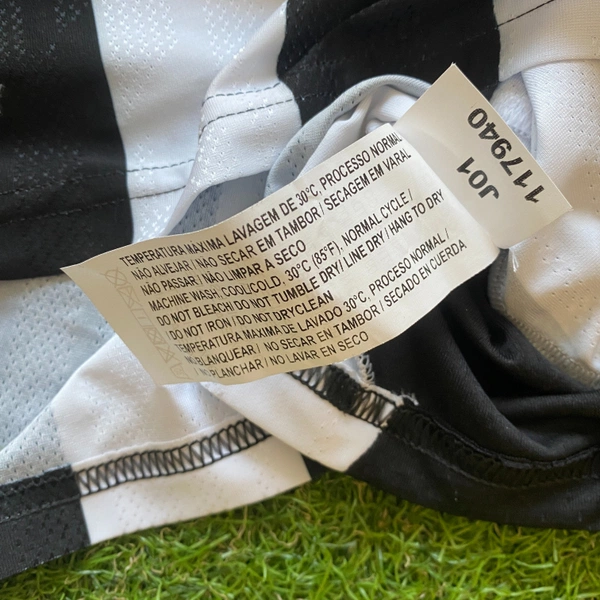 TEMPERATURA MÁXIMA LAVAGEM DE 30°C, PROCESSO NORMAL
NÃO ALVEJAR / NÃO SECAR EM TAMBOR / SECAGEM EM VARAL
NÃO PASSAR / NÃO LIMPAR A SECO
MACHINE WASH, COOL/COLD, 30°C (85°F), NORMAL CYCLE /
DO NOT BLEACH / DO NOT TUMBLE DRY / LINE DRY / HANG TO DRY
DO NOT IRON / DO NOT DRYCLEAN
TEMPERATURA MAXIMA DE LAVADO 30°C, PROCESO NORMAL /
NO BLANQUEAR / NO SECAR EN TAMBOR / SECADO EN CUERDA
NO PLANCHAR / NO LAVAR EN SECO
J01
117940